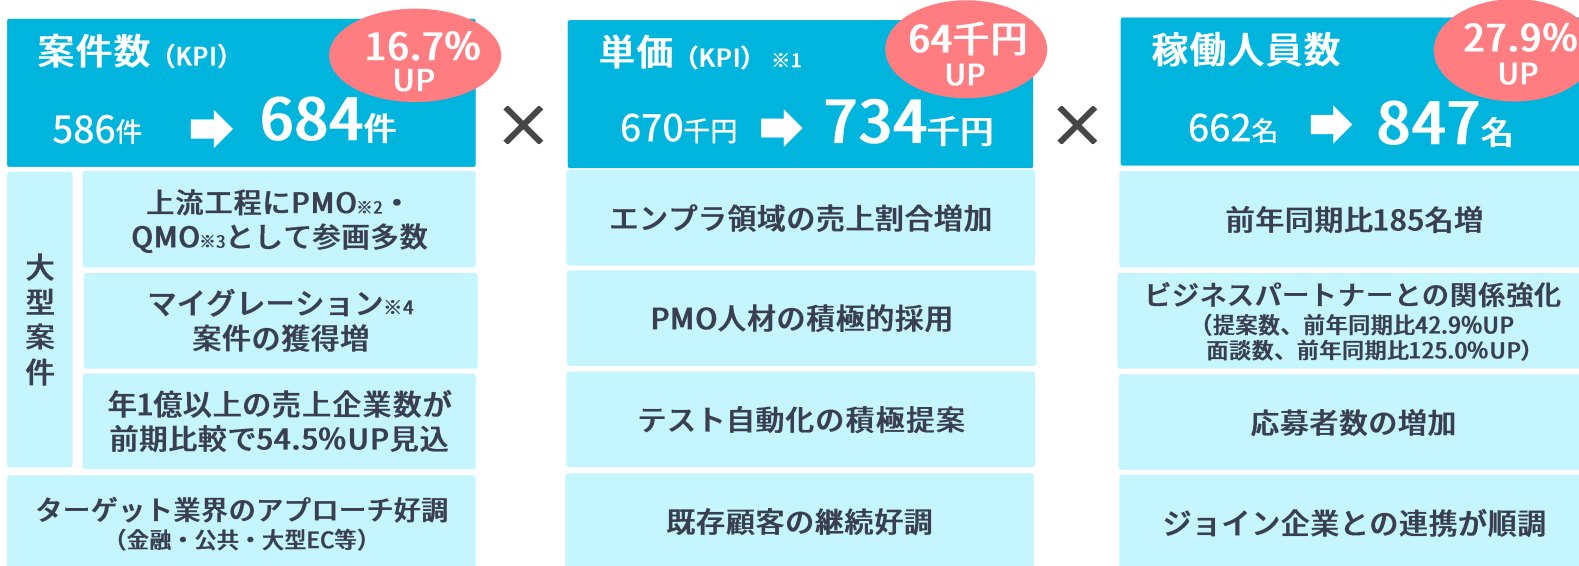 案件数（KPI）
16.7%
UP
586件
684件
大型案件
上流工程にPMO※2・
QMO※3として参画多数
マイグレーション※4
案件の獲得増
年1億以上の売上企業数が
前期比較で54.5%UP見込
ターゲット業界のアプローチ好調
（金融・公共・大型EC等）
×
単価（KPI）※1
64千円
UP
670千円
734千円
エンプラ領域の売上割合増加
PMO人材の積極的採用
テスト自動化の積極提案
既存顧客の継続好調
×
稼働人員数
27.9%
UP
662名
847名
前年同期比185名増
ビジネスパートナーとの関係強化
（提案数、前年同期比42.9%UP
面談数、前年同期比125.0%UP）
応募者数の増加
ジョイン企業との連携が順調